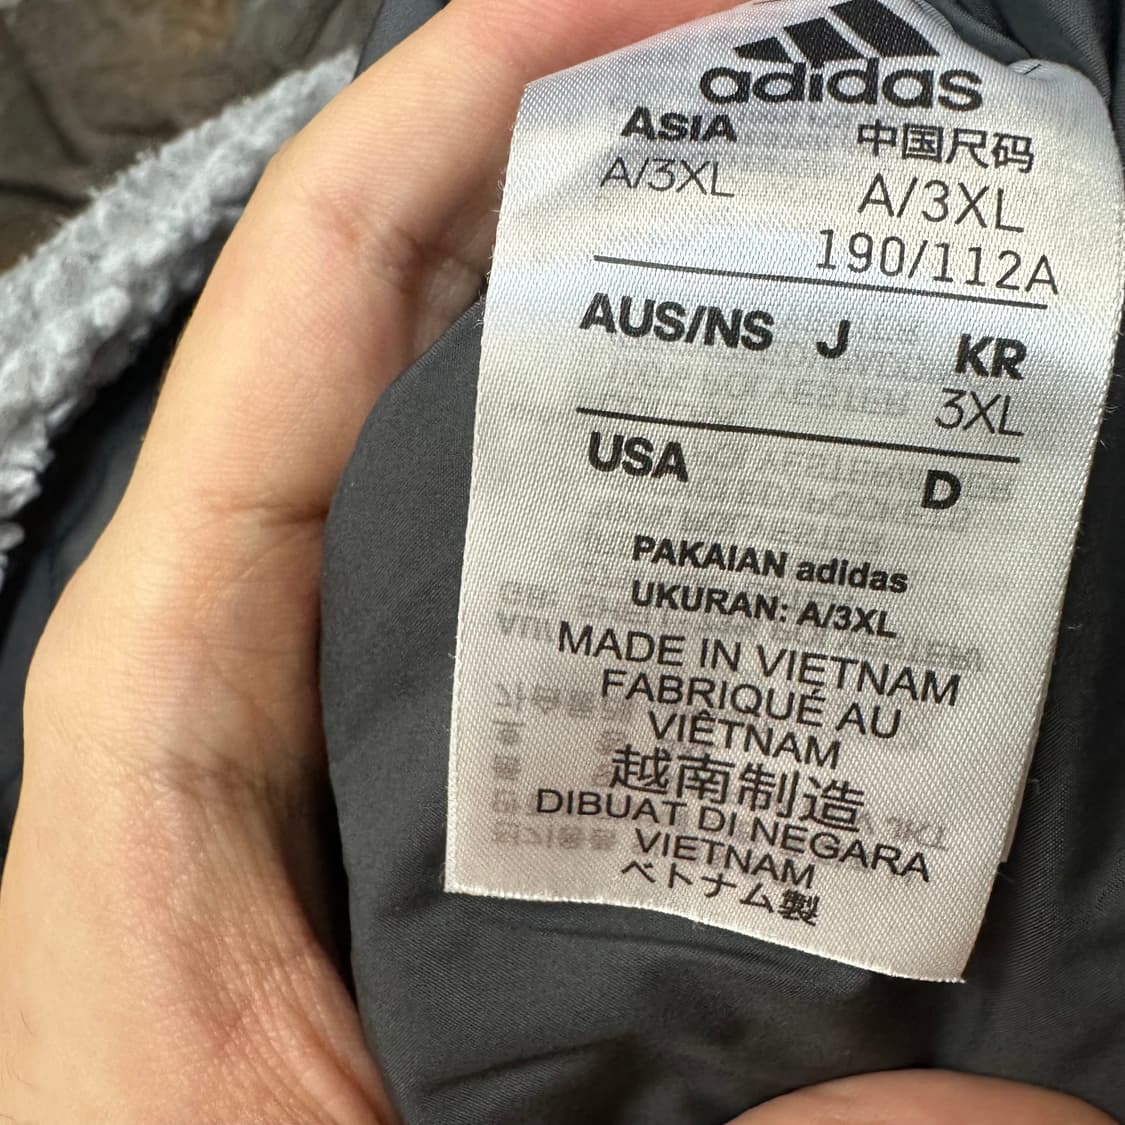 adidas
ASIA 中国尺码
A/3XL A/3XL
190/112A
AUS/NS J KR
3XL
USA D
PAKAIAN adidas
UKURAN: A/3XL
MADE IN VIETNAM
FABRIQUÉ AU
VIÊTNAM
越南制造
DIBUAT DI NEGARA
VIETNAM
ベトナム製